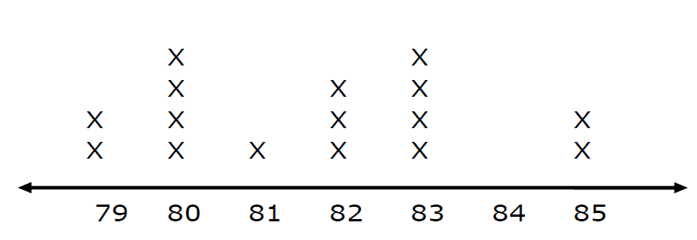 X X
X X X
X X X X X
X X X X X X
79 80 81 82 83 84 85